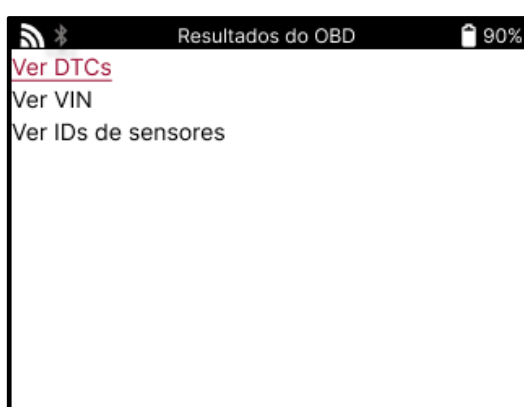 Resultados do OBD 90%
Ver DTCs
Ver VIN
Ver IDs de sensores